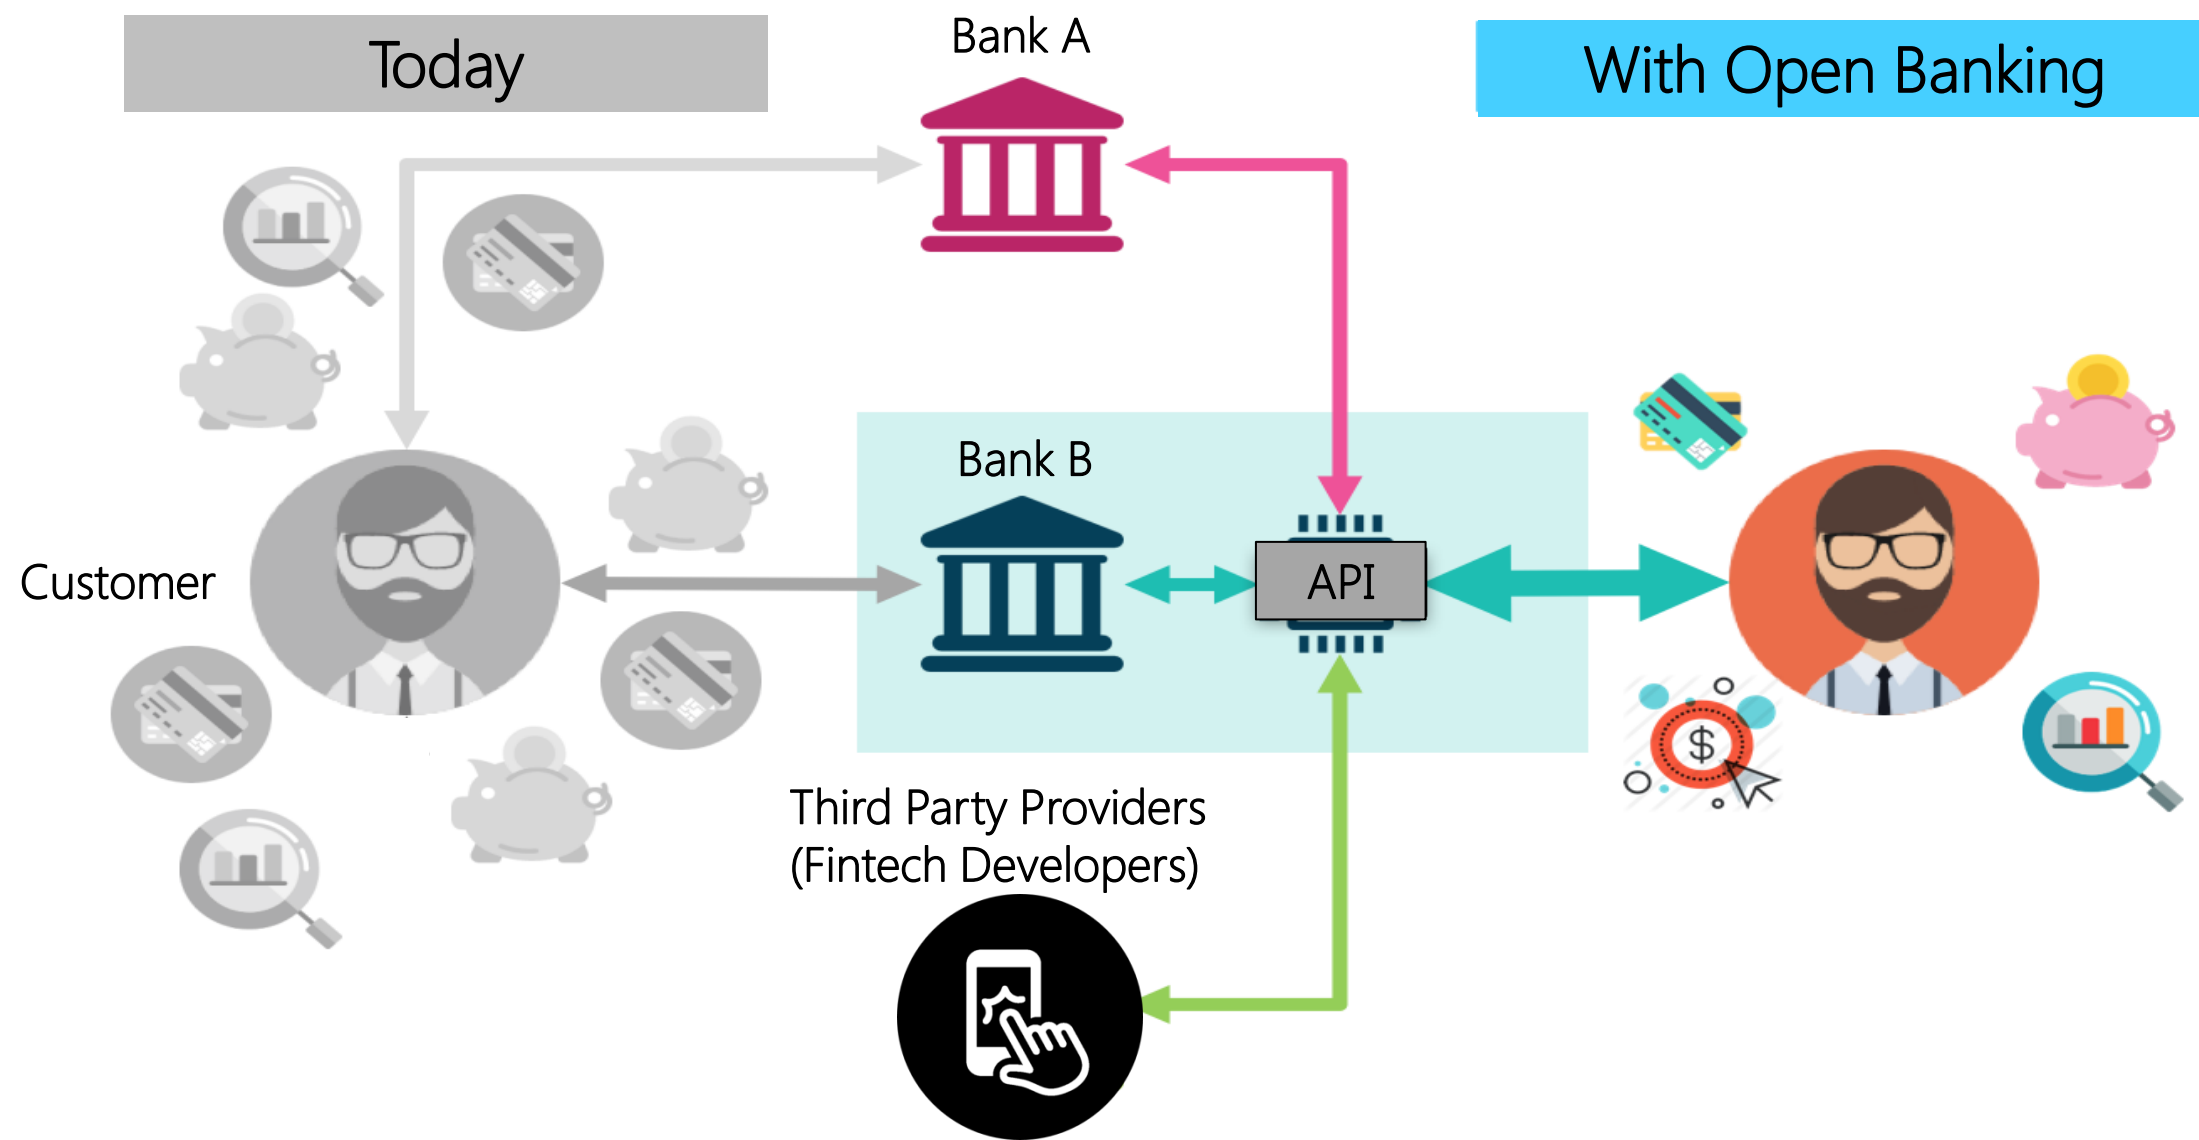 Today
Bank A
With Open Banking
Bank B
Customer
API
Third Party Providers
(Fintech Developers)
$